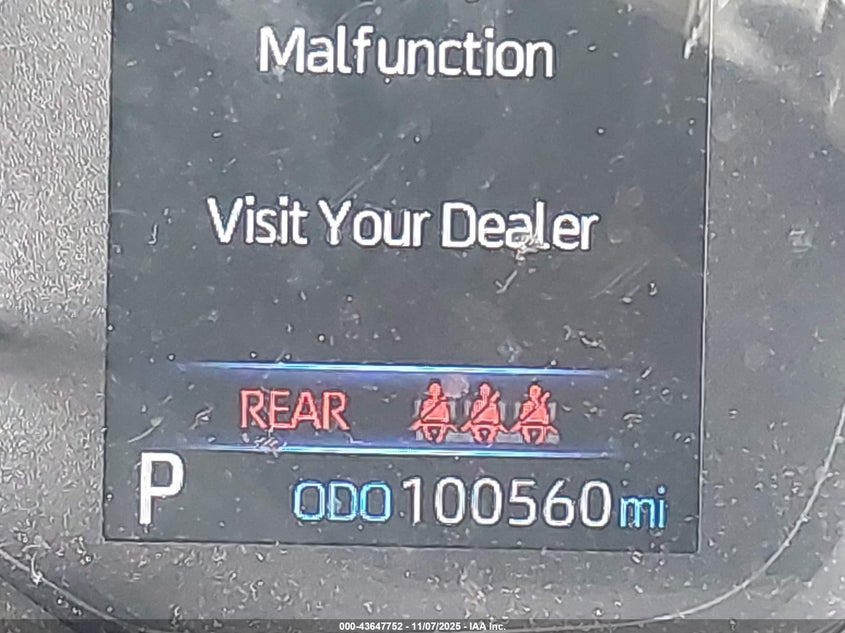 Malfunction
Visit Your Dealer
REAR
P ODO 100560 mi
000-43647752 - 11/07/2025 - IAA Inc.